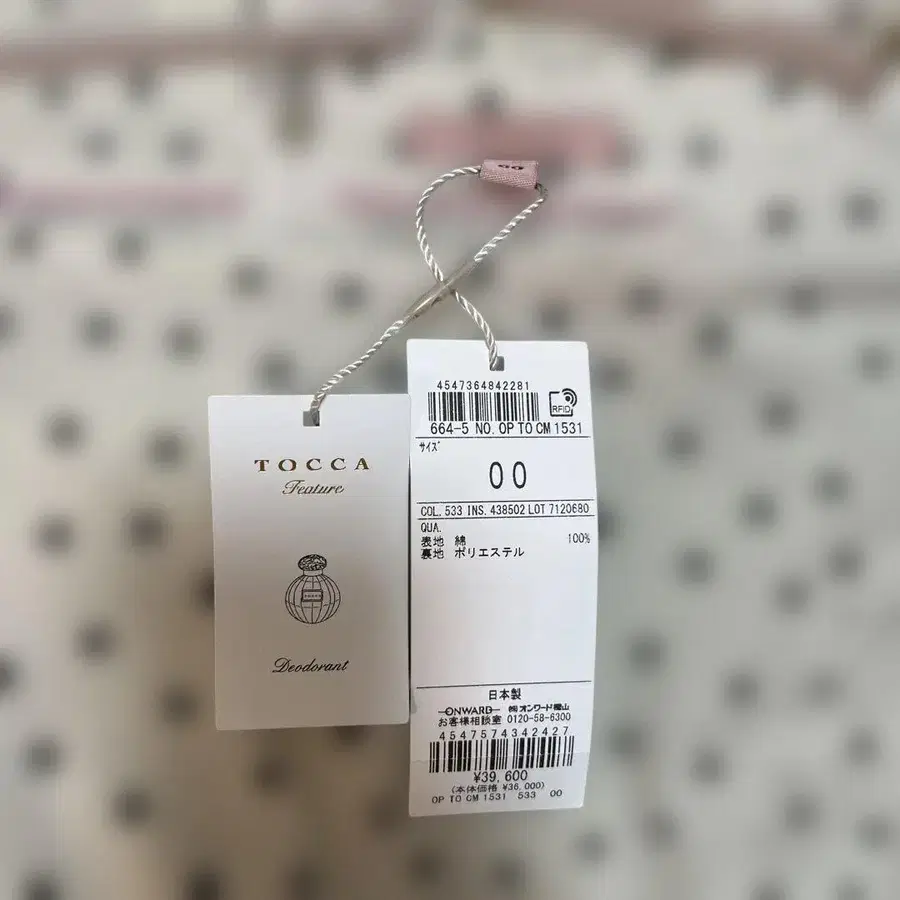 TOCCA
Feature
TOCCA
Deodorant
4547364842281
RFID
664-5 NO. OP TO CM 1531
サイズ
00
COL. 533 INS. 438502 LOT 7120680
QUA.
表地 綿 100%
裏地 ポリエステル
日本製
ONWARD ㈱オンワード樫山
お客様相談室 0120-58-6300
4547574342427
¥39,600
(本体価格 ¥36,000)
OP TO CM 1531 533 00